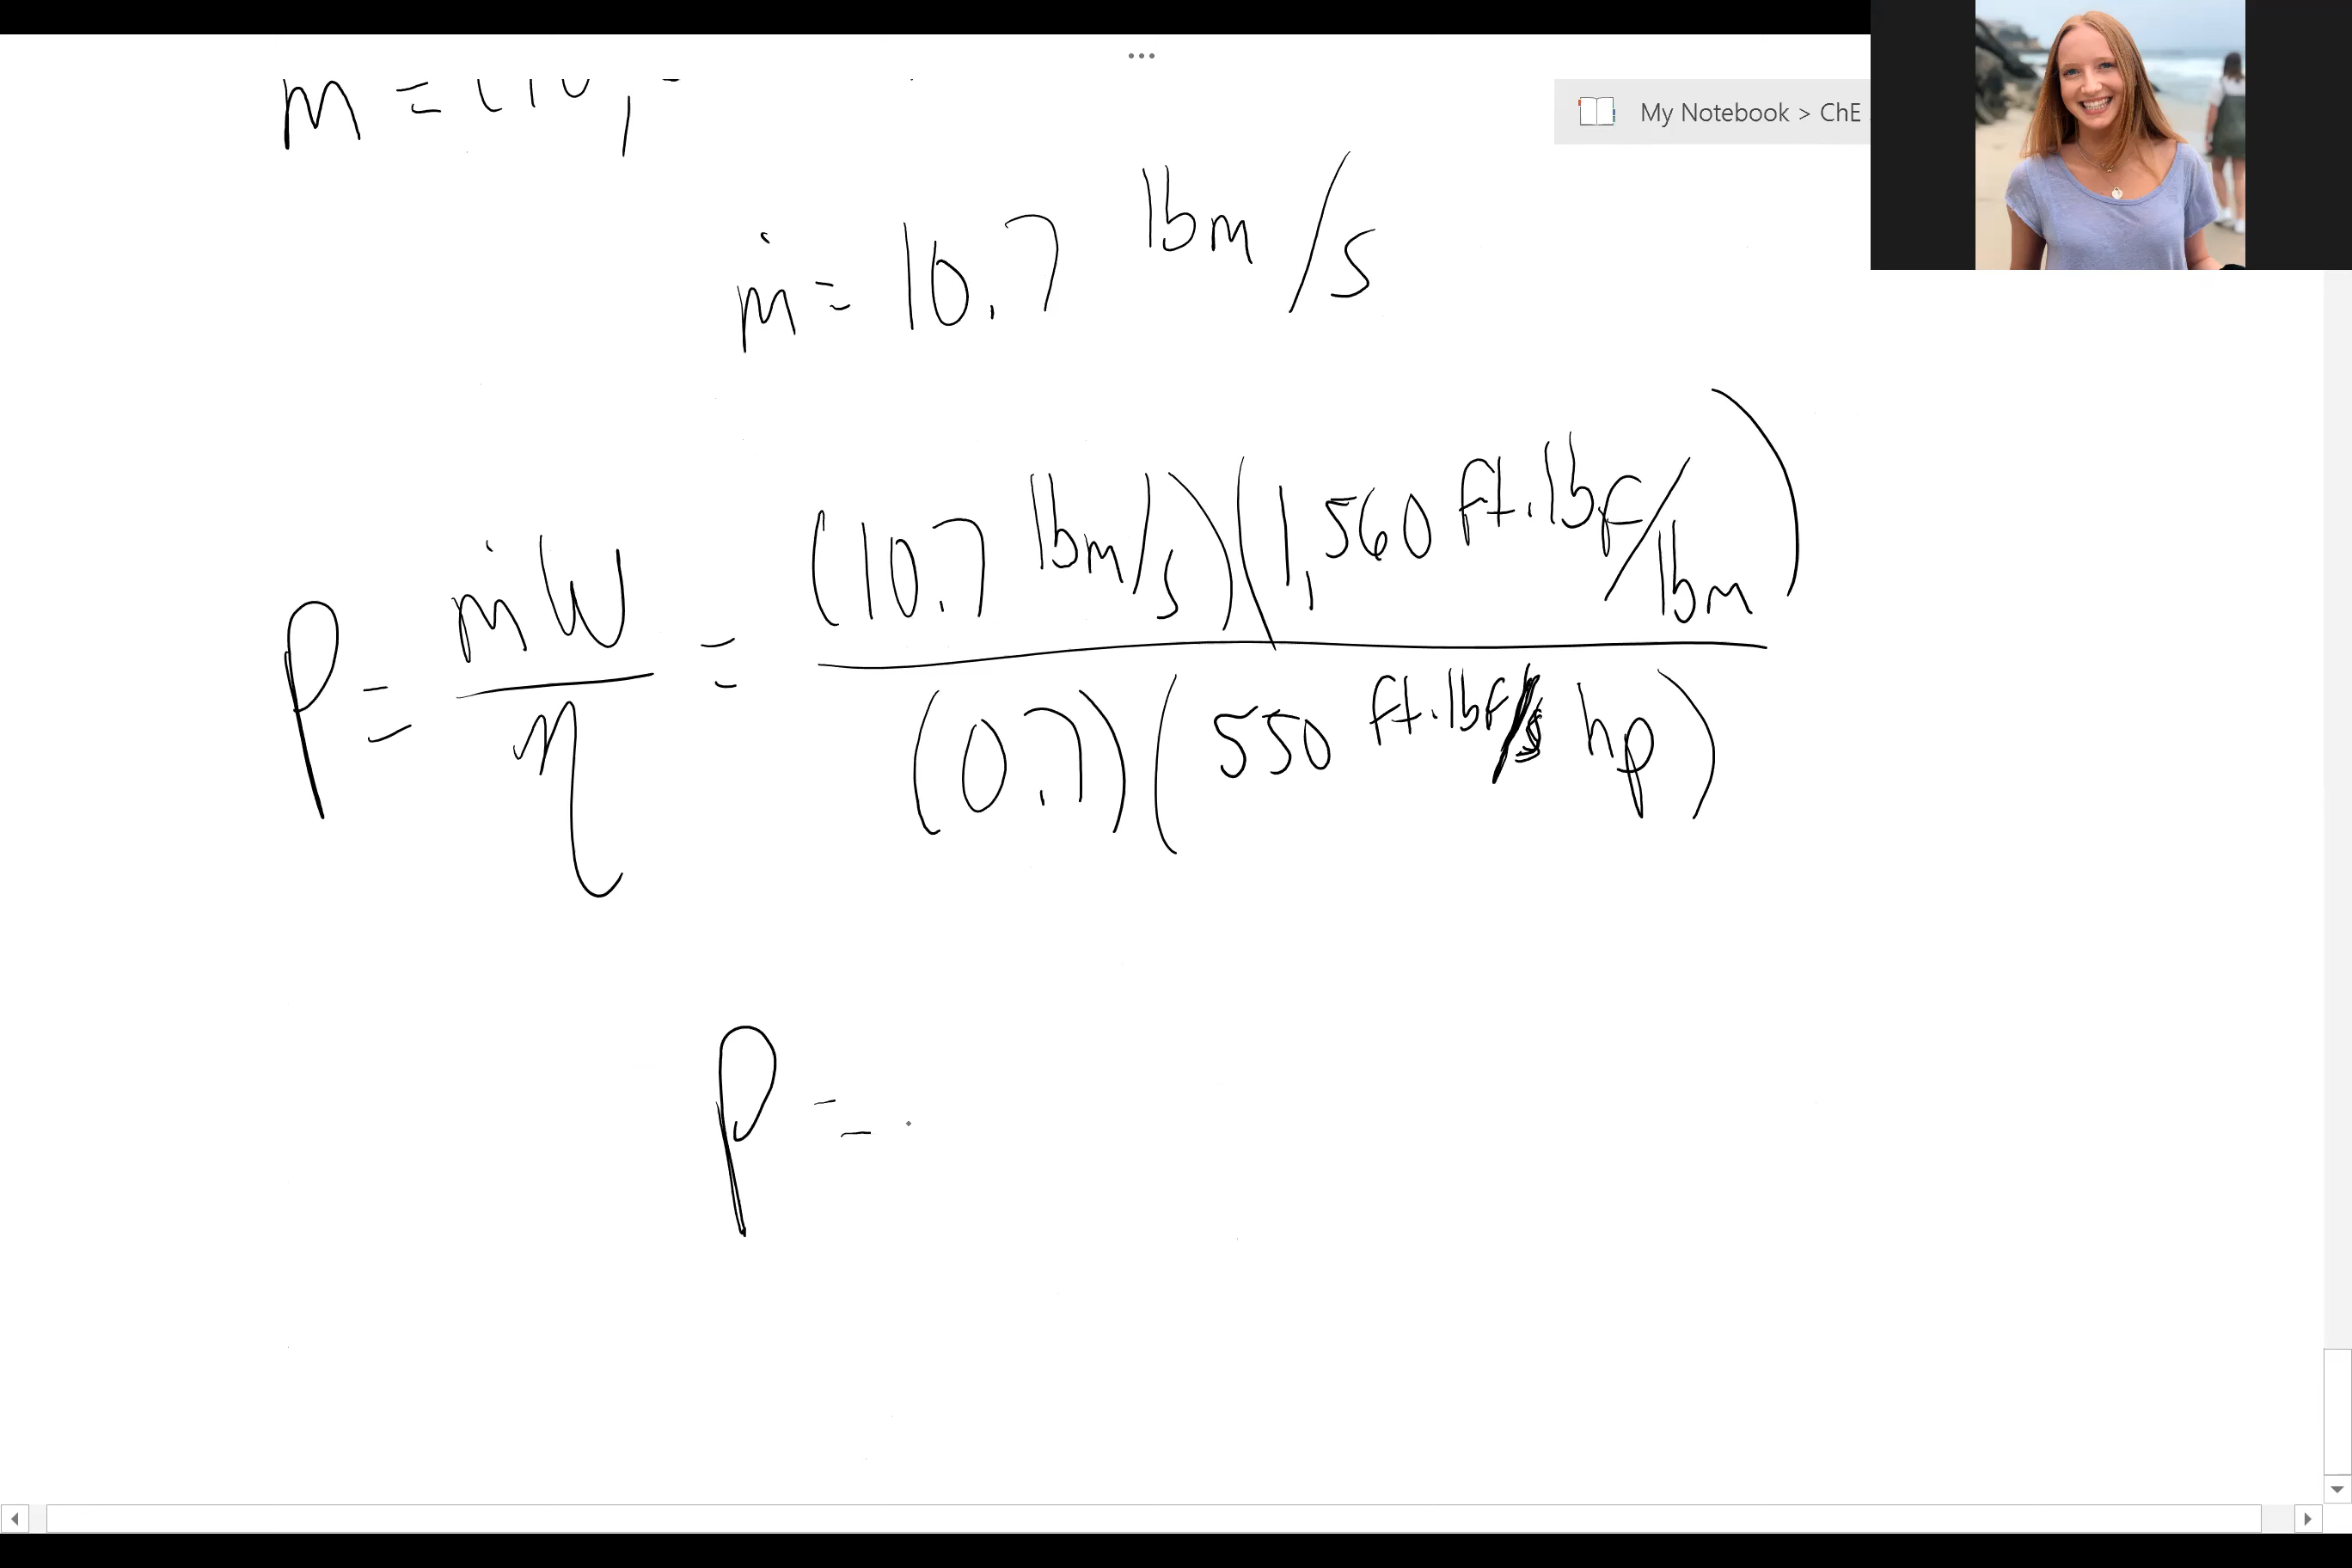 My Notebook > ChE
ṁ = 10.7 lbm/s
P = ṁW/η = (10.7 lbm/s)(1,560 ft.lbf/lbm) / (0.7)(550 ft.lbf hp)
P =